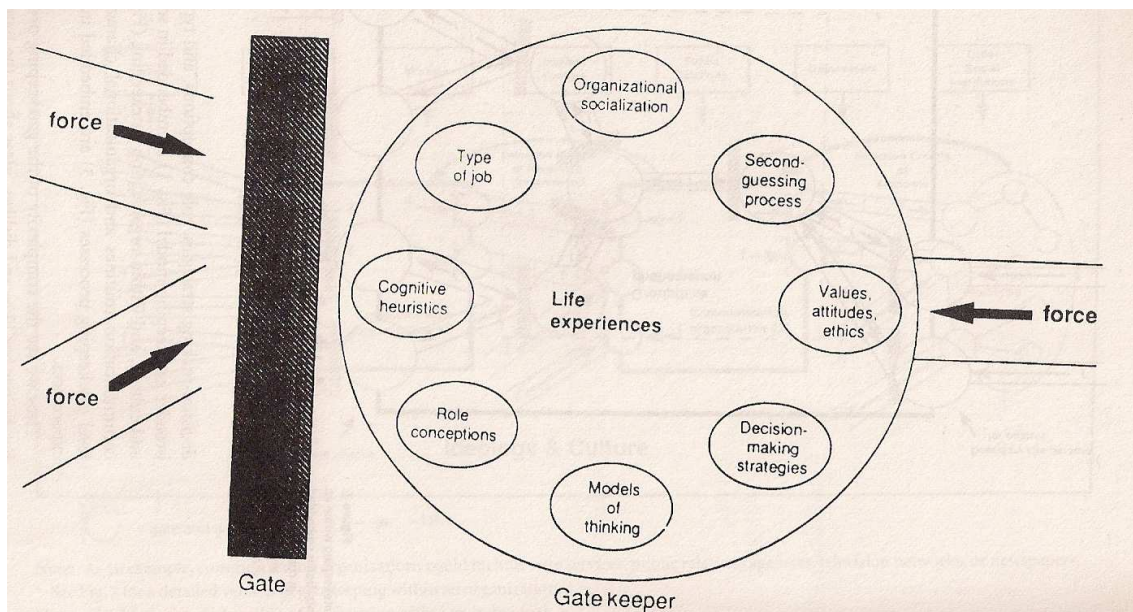 force
force
Gate
Organizational
socialization
Type
of job
Second-
guessing
process
Cognitive
heuristics
Life
experiences
Values,
attitudes,
ethics
force
Role
conceptions
Decision-
making
strategies
Models
of
thinking
Gate keeper